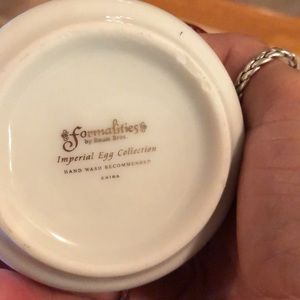 Formalities
by Baum Bros.
Imperial Egg Collection
HAND WASH RECOMMENDED
CHINA